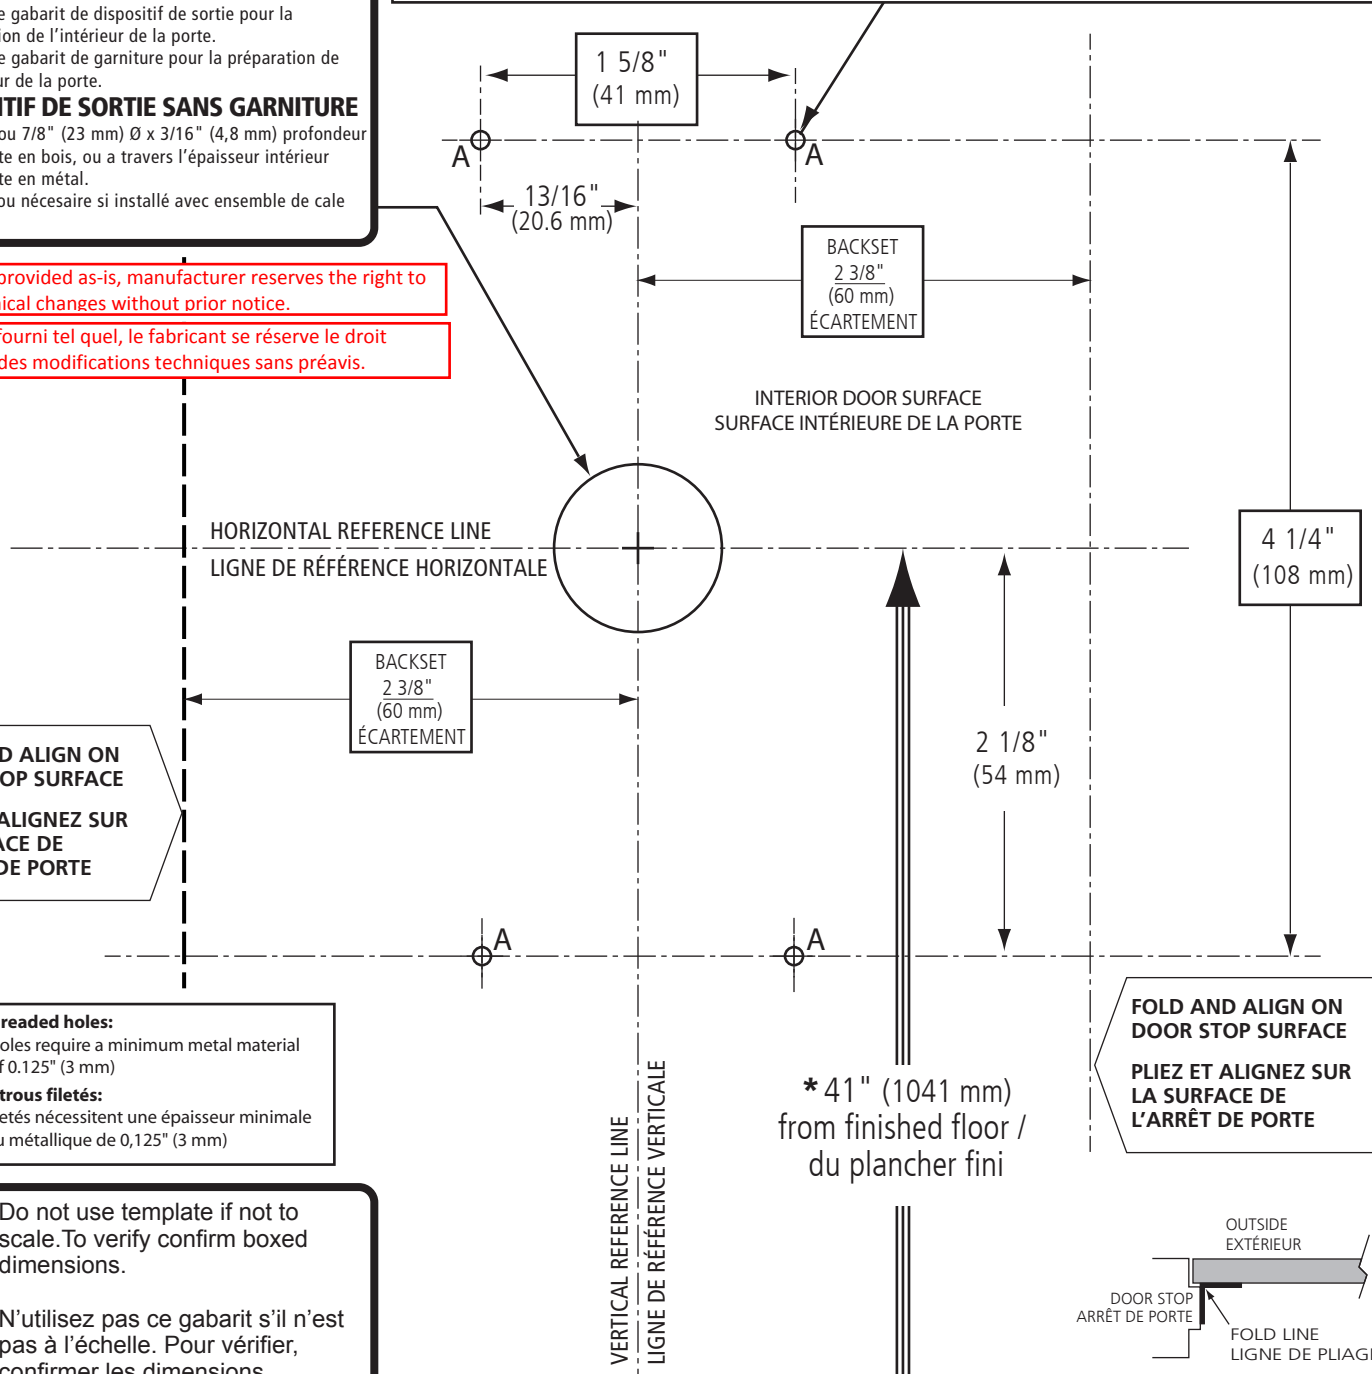 e gabarit de dispositif de sortie pour la
ion de l'intérieur de la porte.
e gabarit de garniture pour la préparation de
ur de la porte.
ITIF DE SORTIE SANS GARNITURE
ou 7/8" (23 mm) Ø x 3/16" (4,8 mm) profondeur
te en bois, ou a travers l'épaisseur intérieur
te en métal.
ou nécesaire si installé avec ensemble de cale
1 5/8"
(41 mm)
A
A
13/16"
(20.6 mm)
BACKSET
2 3/8"
(60 mm)
ÉCARTEMENT
provided as-is, manufacturer reserves the right to
nical changes without prior notice.
fourni tel quel, le fabricant se réserve le droit
des modifications techniques sans préavis.
INTERIOR DOOR SURFACE
SURFACE INTÉRIEURE DE LA PORTE
HORIZONTAL REFERENCE LINE
LIGNE DE RÉFÉRENCE HORIZONTALE
4 1/4"
(108 mm)
BACKSET
2 3/8"
(60 mm)
ÉCARTEMENT
2 1/8"
(54 mm)
D ALIGN ON
OP SURFACE
ALIGNEZ SUR
ACE DE
DE PORTE
A
A
readed holes:
oles require a minimum metal material
f 0.125" (3 mm)
trous filetés:
etés nécessitent une épaisseur minimale
u métallique de 0,125" (3 mm)
VERTICAL REFERENCE LINE
LIGNE DE RÉFÉRENCE VERTICALE
*41" (1041 mm)
from finished floor /
du plancher fini
FOLD AND ALIGN ON
DOOR STOP SURFACE
PLIEZ ET ALIGNEZ SUR
LA SURFACE DE
L'ARRÊT DE PORTE
Do not use template if not to
scale.To verify confirm boxed
dimensions.
N'utilisez pas ce gabarit s'il n'est
pas à l'échelle. Pour vérifier,
confirmer les dimensions
OUTSIDE
EXTÉRIEUR
DOOR STOP
ARRÊT DE PORTE
FOLD LINE
LIGNE DE PLIAGE